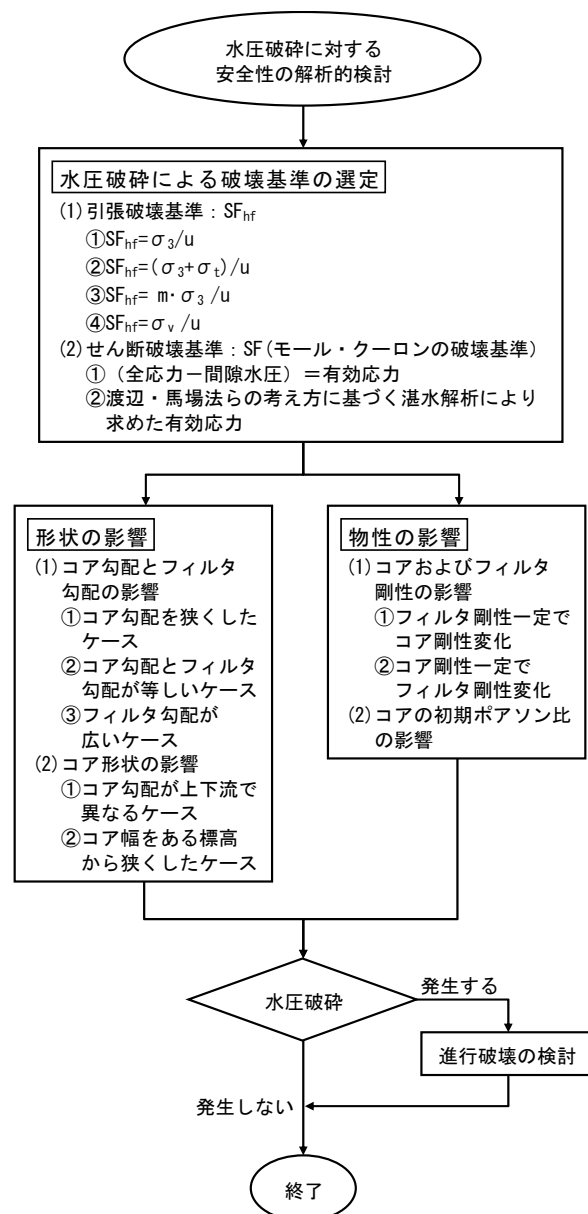 水圧破砕に対する
安全性の解析的検討
水圧破砕による破壊基準の選定
(1)引張破壊基準：SFhf
①SFhf=σ3/u
②SFhf=(σ3+σt)/u
③SFhf= m・σ3 /u
④SFhf=σv /u
(2)せん断破壊基準：SF(モール・クーロンの破壊基準)
①（全応力－間隙水圧）＝有効応力
②渡辺・馬場法らの考え方に基づく湛水解析により
求めた有効応力
形状の影響
(1)コア勾配とフィルタ
勾配の影響
①コア勾配を狭くした
ケース
②コア勾配とフィルタ
勾配が等しいケース
③フィルタ勾配が
広いケース
(2)コア形状の影響
①コア勾配が上下流で
異なるケース
②コア幅をある標高
から狭くしたケース
物性の影響
(1)コアおよびフィルタ
剛性の影響
①フィルタ剛性一定で
コア剛性変化
②コア剛性一定で
フィルタ剛性変化
(2)コアの初期ポアソン比
の影響
水圧破砕
発生する
進行破壊の検討
発生しない
終了